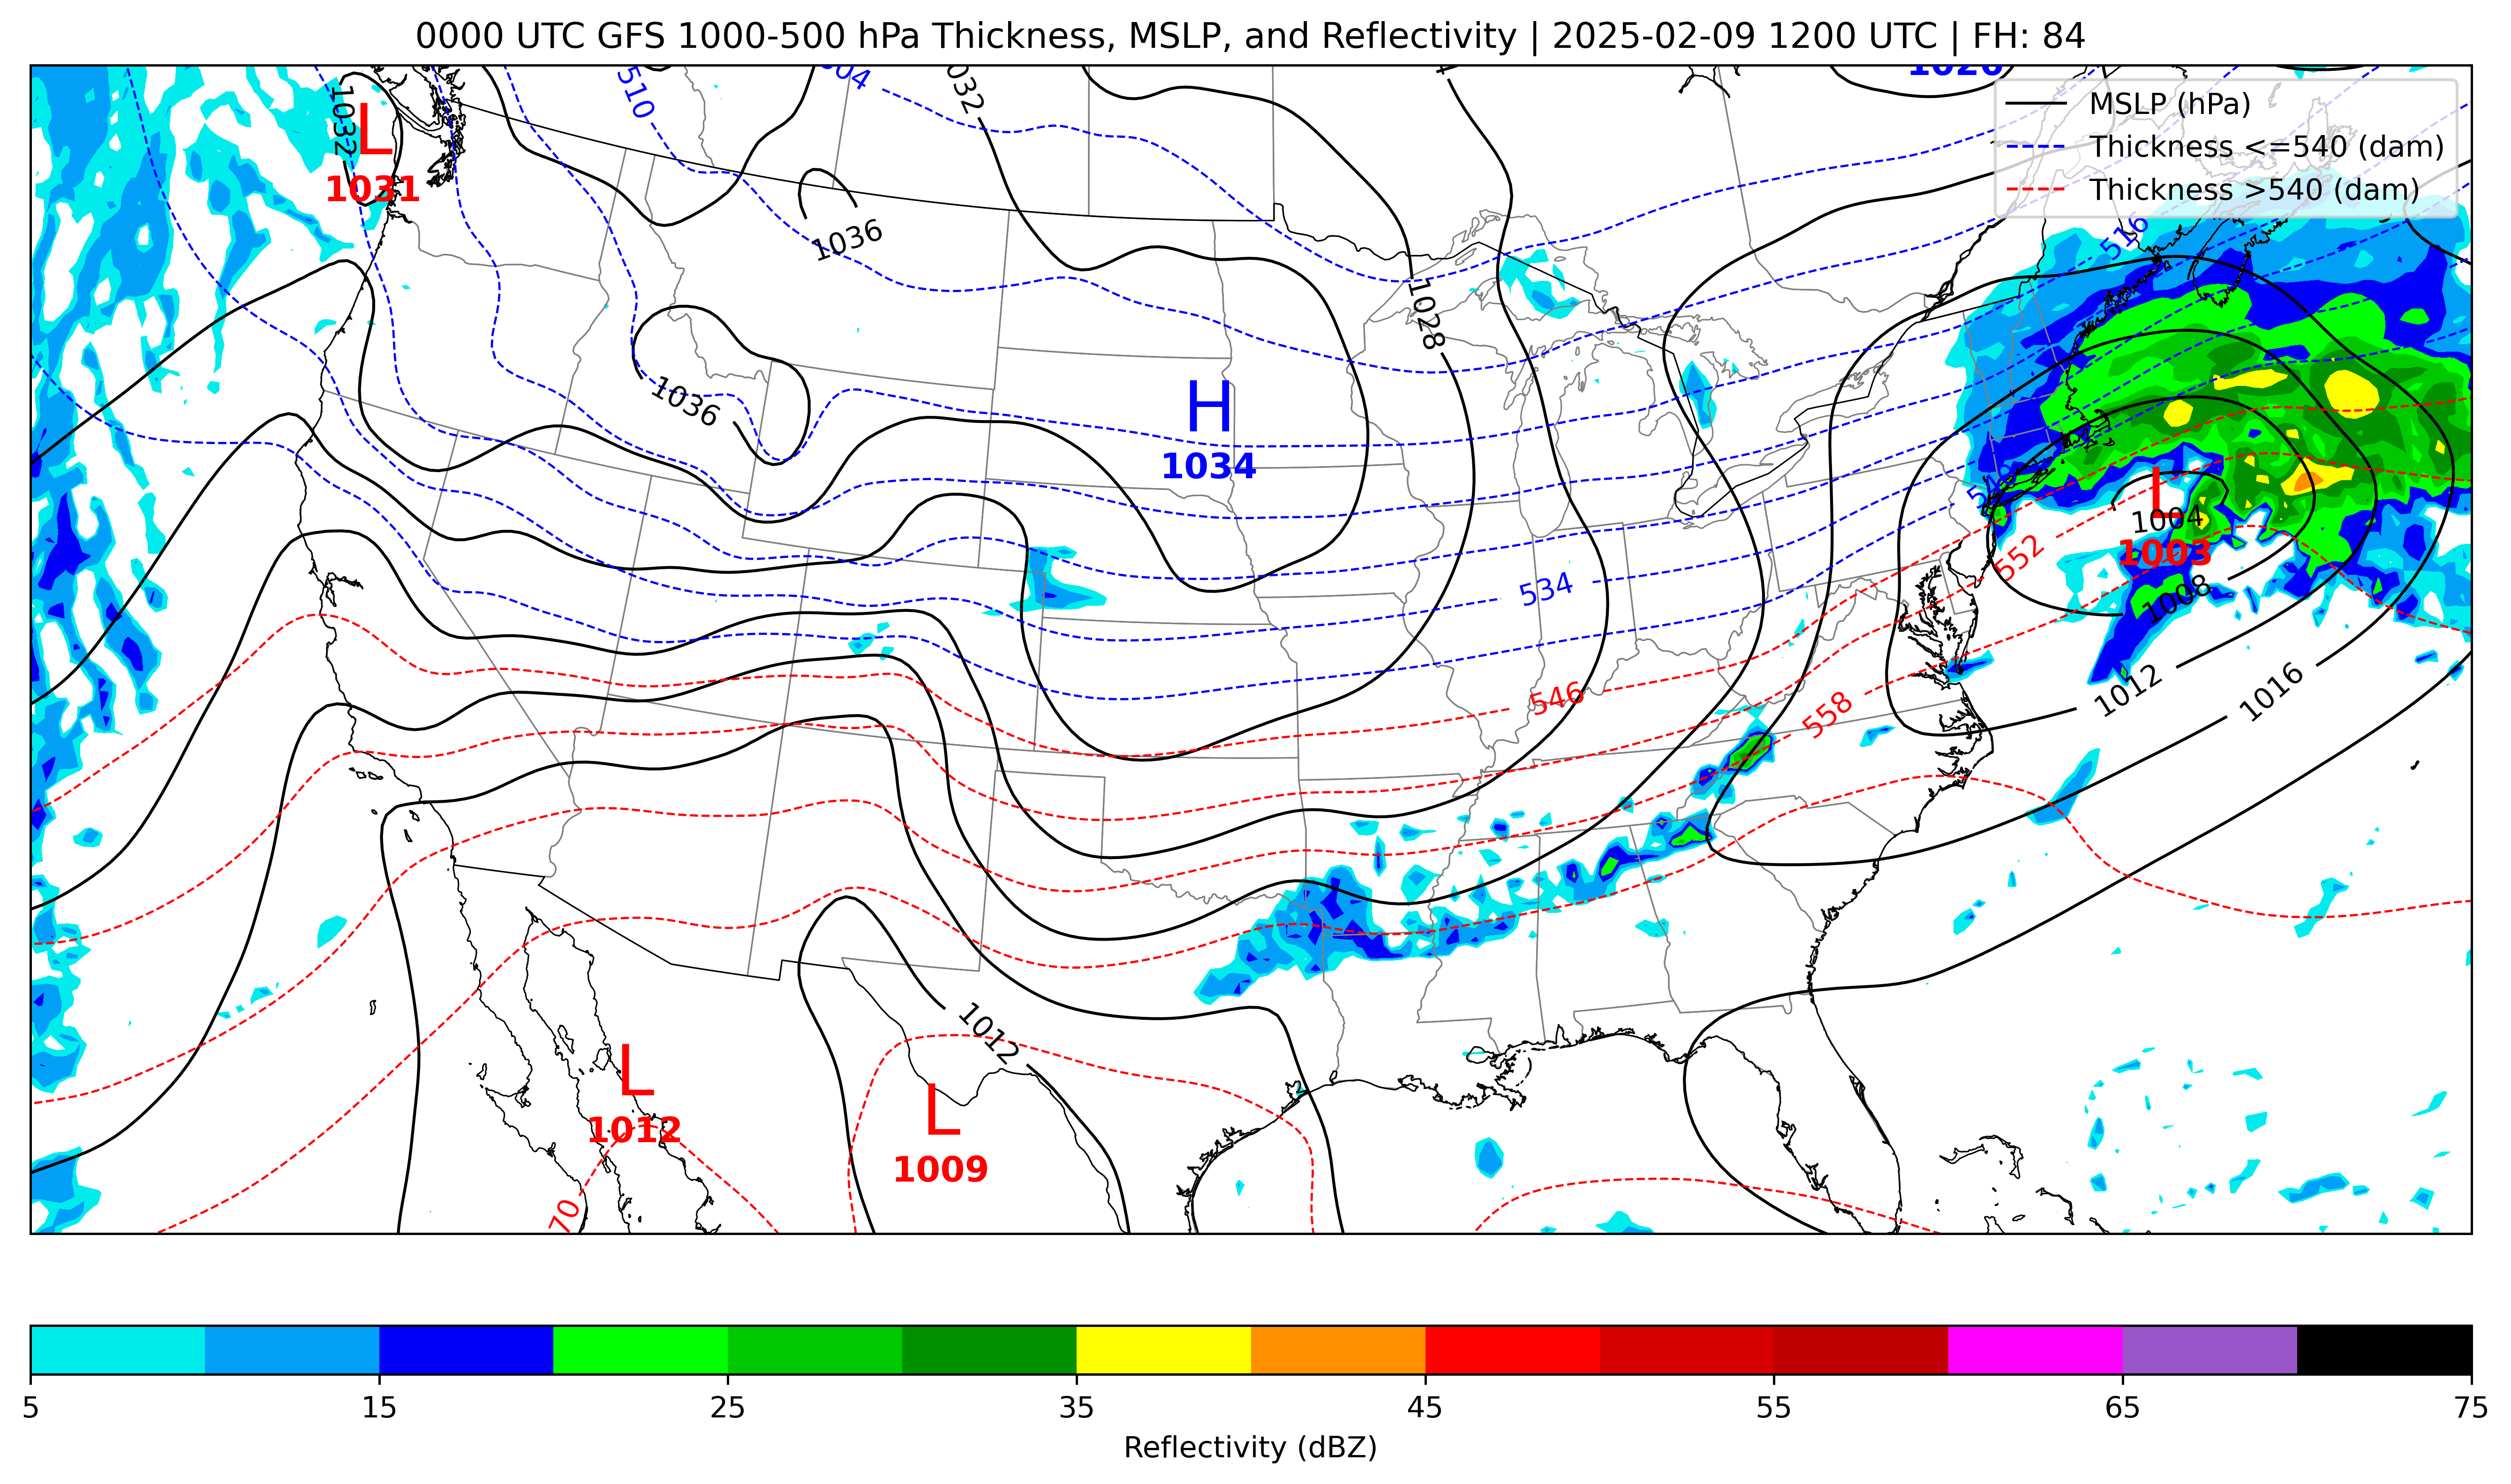 0000 UTC GFS 1000-500 hPa Thickness, MSLP, and Reflectivity | 2025-02-09 1200 UTC | FH: 84
MSLP (hPa)
Thickness <=540 (dam)
Thickness >540 (dam)
1026
504
510
1032
1032
L
1031
1036
516
1028
1036
H
1034
548
L
1004
1003
552
534
1008
546
1012
1016
558
1012
L
1012
L
1009
70
5 15 25 35 45 55 65 75
Reflectivity (dBZ)